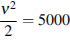 v²/2 = 5000